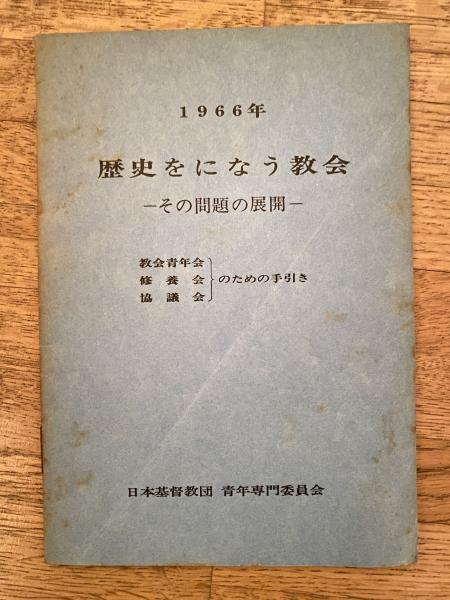 1966年
歴史をになう教会
―その問題の展開―
教会青年会
修養会
協議会
のための手引き
日本基督教団 青年専門委員会